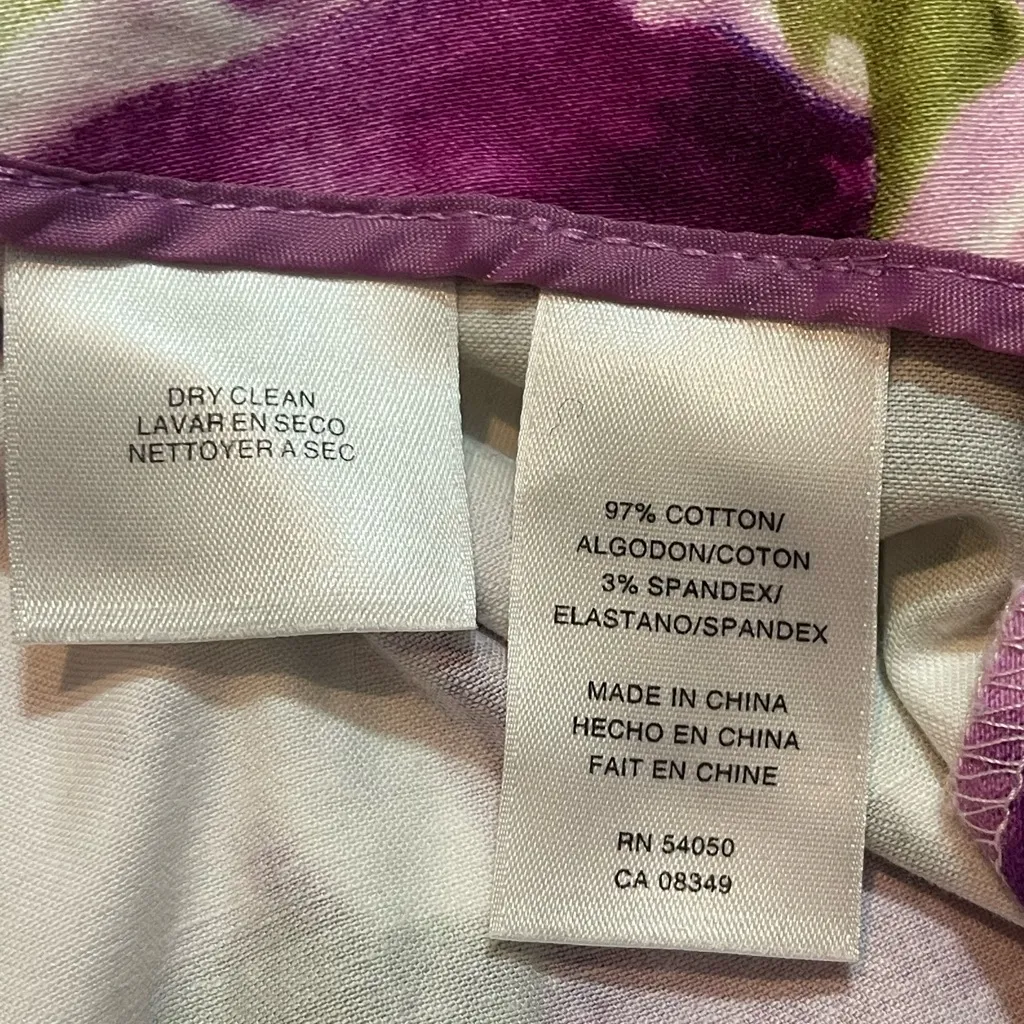 DRY CLEAN
LAVAR EN SECO
NETTOYER A SEC
97% COTTON/
ALGODON/COTON
3% SPANDEX/
ELASTANO/SPANDEX
MADE IN CHINA
HECHO EN CHINA
FAIT EN CHINE
RN 54050
CA 08349